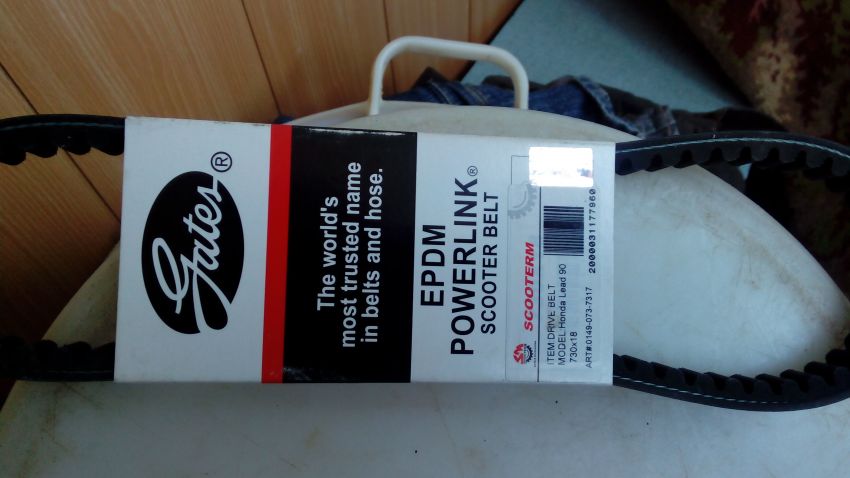 Gates®
The world's
most trusted name
in belts and hose.
EPDM
POWERLINK®
SCOOTER BELT
SCOOTERM
ITEM DRIVE BELT
MODEL Honda Lead 90
730x18
ART#:0149-073-7317
2000031177960